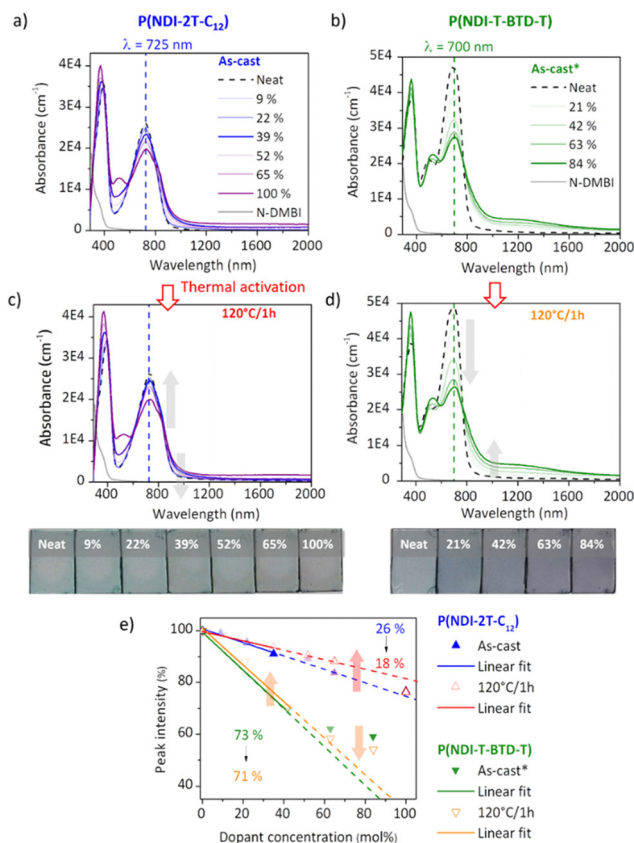 a)
P(NDI-2T-C₁₂)
λ = 725 nm
As-cast
Neat
9 %
22 %
39 %
52 %
65 %
100 %
N-DMBI
4E4
3E4
2E4
1E4
0
Absorbance (cm⁻¹)
400 800 1200 1600 2000
Wavelength (nm)
b)
P(NDI-T-BTD-T)
λ = 700 nm
As-cast*
Neat
21 %
42 %
63 %
84 %
N-DMBI
5E4
4E4
3E4
2E4
1E4
0
Absorbance (cm⁻¹)
400 800 1200 1600 2000
Wavelength (nm)
Thermal activation
c)
120°C/1h
4E4
3E4
2E4
1E4
0
Absorbance (cm⁻¹)
400 800 1200 1600 2000
Wavelength (nm)
d)
120°C/1h
5E4
4E4
3E4
2E4
1E4
0
Absorbance (cm⁻¹)
400 800 1200 1600 2000
Wavelength (nm)
Neat 9% 22% 39% 52% 65% 100%
Neat 21% 42% 63% 84%
e)
100
80
60
40
Peak intensity (%)
26 %
18 %
73 %
71 %
0 20 40 60 80 100
Dopant concentration (mol%)
P(NDI-2T-C₁₂)
As-cast
Linear fit
120°C/1h
Linear fit
P(NDI-T-BTD-T)
As-cast*
Linear fit
120°C/1h
Linear fit